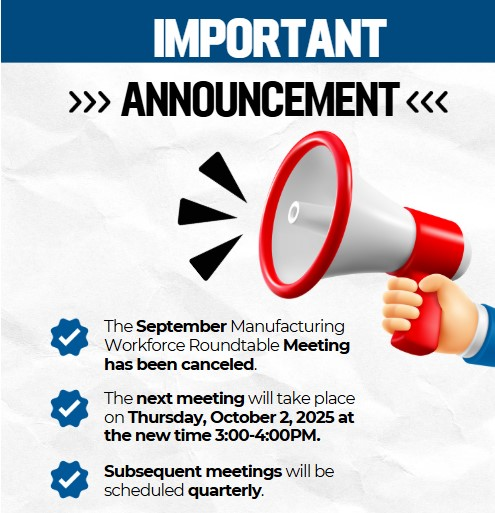 IMPORTANT
>>> ANNOUNCEMENT <<<
The September Manufacturing
Workforce Roundtable Meeting
has been canceled.
The next meeting will take place
on Thursday, October 2, 2025 at
the new time 3:00-4:00PM.
Subsequent meetings will be
scheduled quarterly.